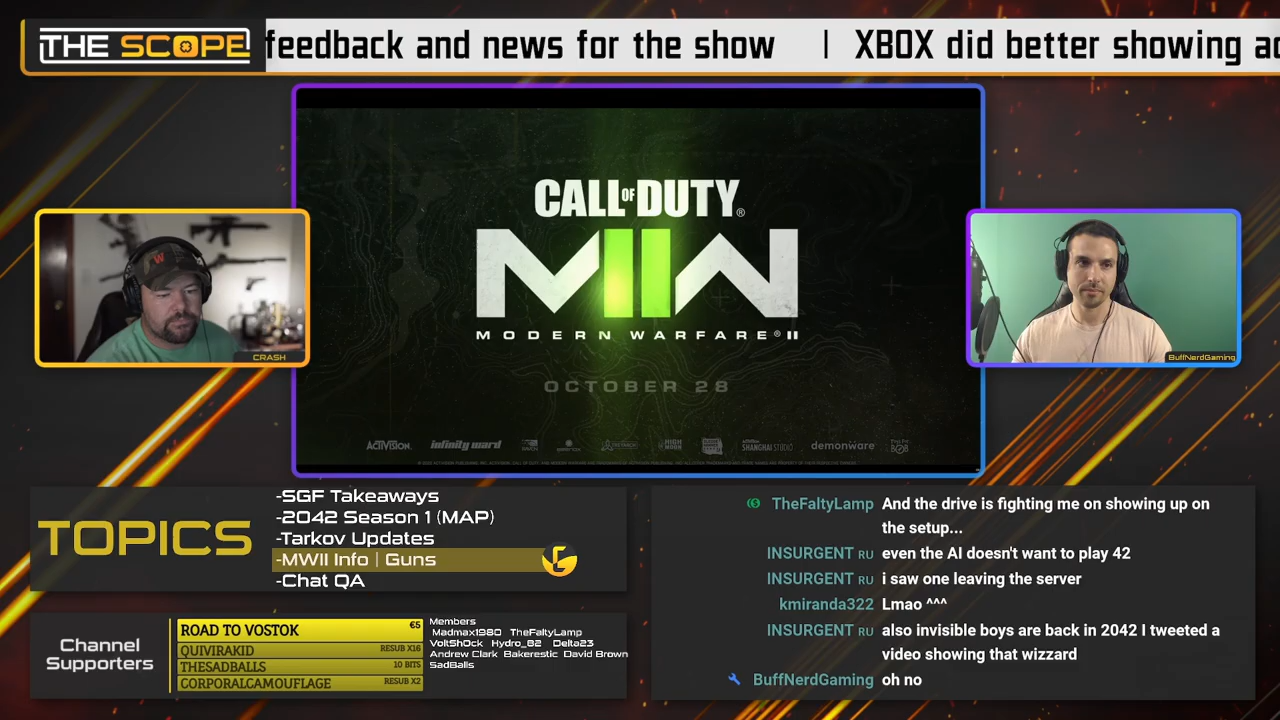 THE SCOPE
feedback and news for the show | XBOX did better showing
CALL OF DUTY®
MW
MODERN WARFARE® II
OCTOBER 28
ACTIVISION
infinity ward
HIGH MOON
SHANGHAI STUDIO
demonware
CRASH
BuffNerdGaming
TOPICS
-SGF Takeaways
-2042 Season 1 (MAP)
-Tarkov Updates
-MWII Info | Guns
-Chat QA
Channel
Supporters
ROAD TO VOSTOK €5
QUIVIRAKID RESUB X16
THESADBALLS 10 BITS
CORPORALCAMOUFLAGE RESUB X2
Members
Madmax1980 TheFaltyLamp
VoltShOck Hydro_82 Delta23
Andrew Clark Bakerestic David Brown
SadBalls
TheFaltyLamp And the drive is fighting me on showing up on
the setup...
INSURGENT RU even the AI doesn't want to play 42
INSURGENT RU i saw one leaving the server
kmiranda322 Lmao ^^^
INSURGENT RU also invisible boys are back in 2042 I tweeted a
video showing that wizzard
BuffNerdGaming oh no